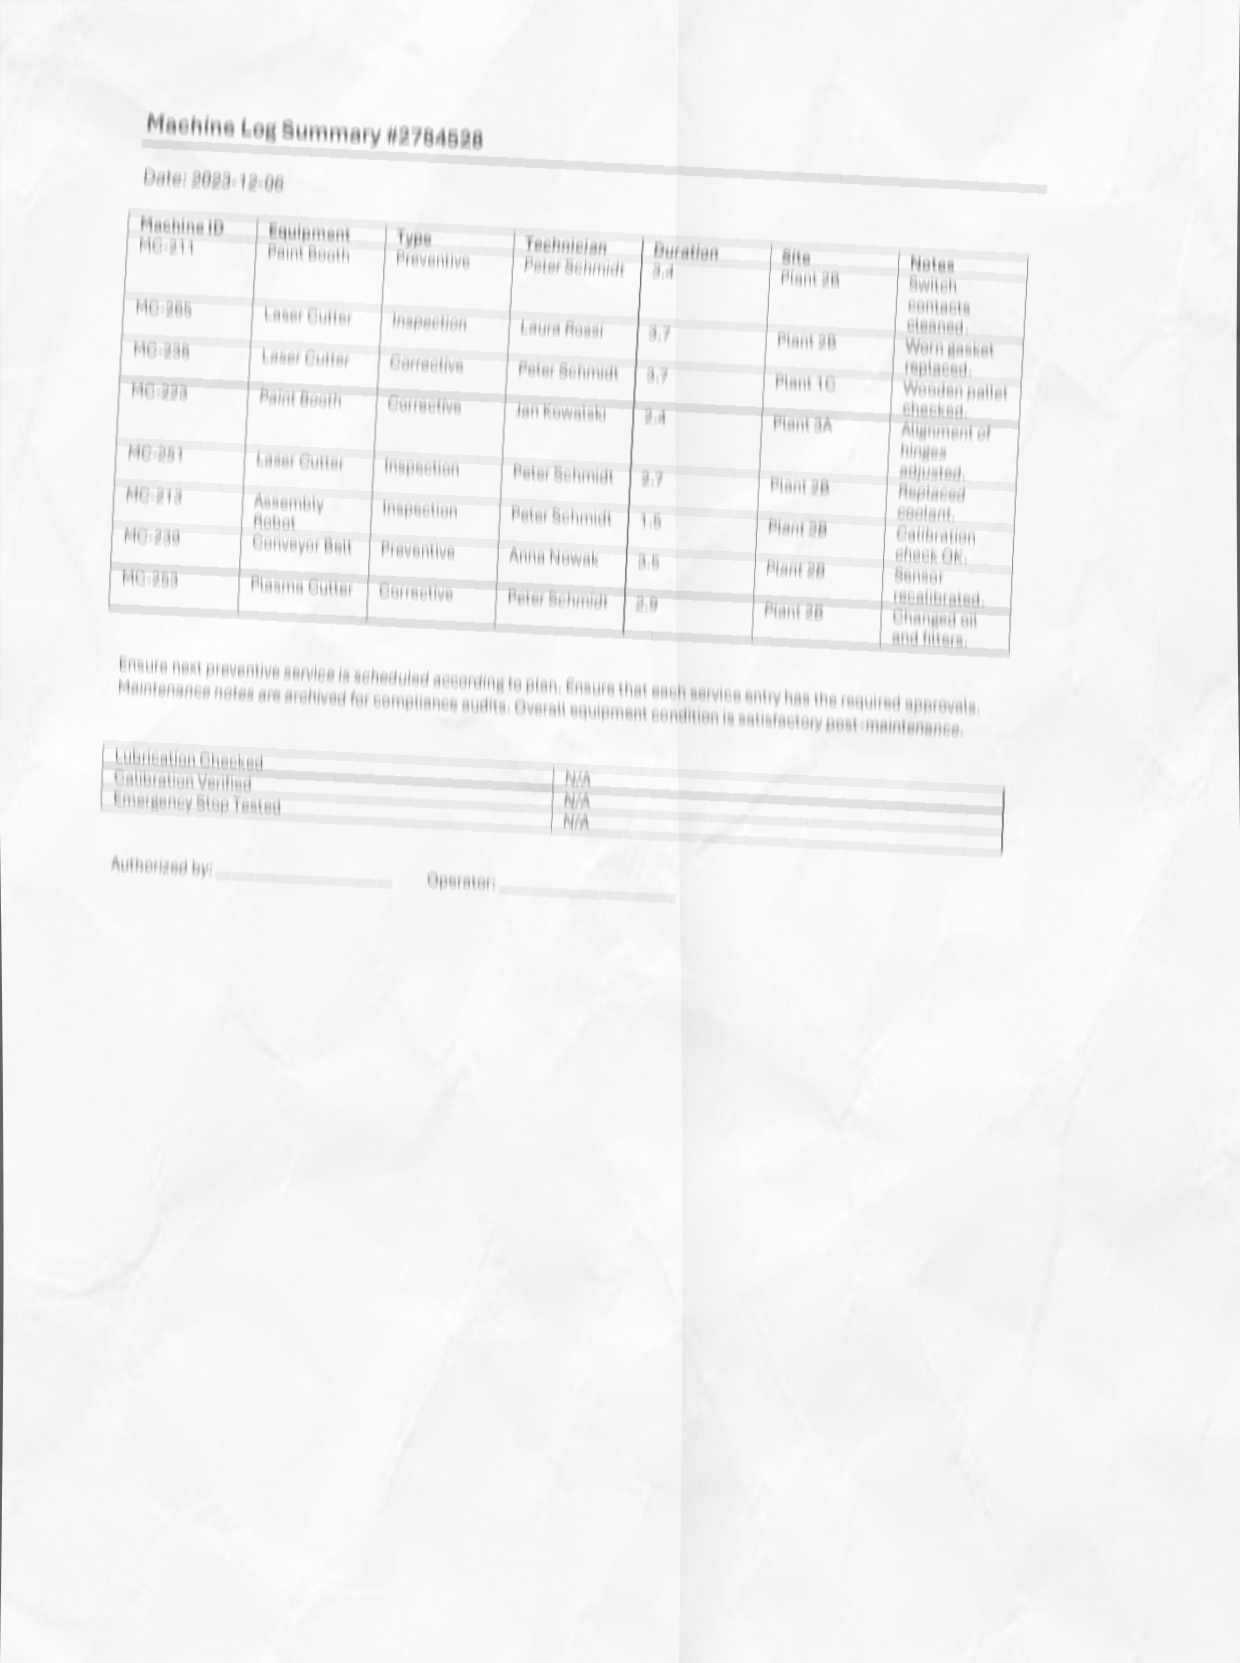 Machine Log Summary #2784528
Date: 2023-12-06
Machine ID Equipment Type Technician Duration Site Notes
MC-211 Paint Booth Preventive Peter Schmidt 3.4 Plant 2B Switch contacts cleaned.
MC-265 Laser Cutter Inspection Laura Rossi 3.7 Plant 2B Worn gasket replaced.
MC-238 Laser Cutter Corrective Peter Schmidt 3.7 Plant 1C Wooden pallet checked.
MC-223 Paint Booth Corrective Jan Kowalski 2.4 Plant 3A Alignment of hinges adjusted.
MC-251 Laser Cutter Inspection Peter Schmidt 2.7 Plant 2B Replaced coolant.
MC-213 Assembly Robot Inspection Peter Schmidt 1.5 Plant 2B Calibration check OK.
MC-239 Conveyor Belt Preventive Anna Nowak 3.5 Plant 2B Sensor recalibrated.
MC-253 Plasma Cutter Corrective Peter Schmidt 2.9 Plant 2B Changed oil and filters.
Ensure next preventive service is scheduled according to plan. Ensure that each service entry has the required approvals.
Maintenance notes are archived for compliance audits. Overall equipment condition is satisfactory post-maintenance.
Lubrication Checked N/A
Calibration Verified N/A
Emergency Stop Tested N/A
Authorized by: Operator: